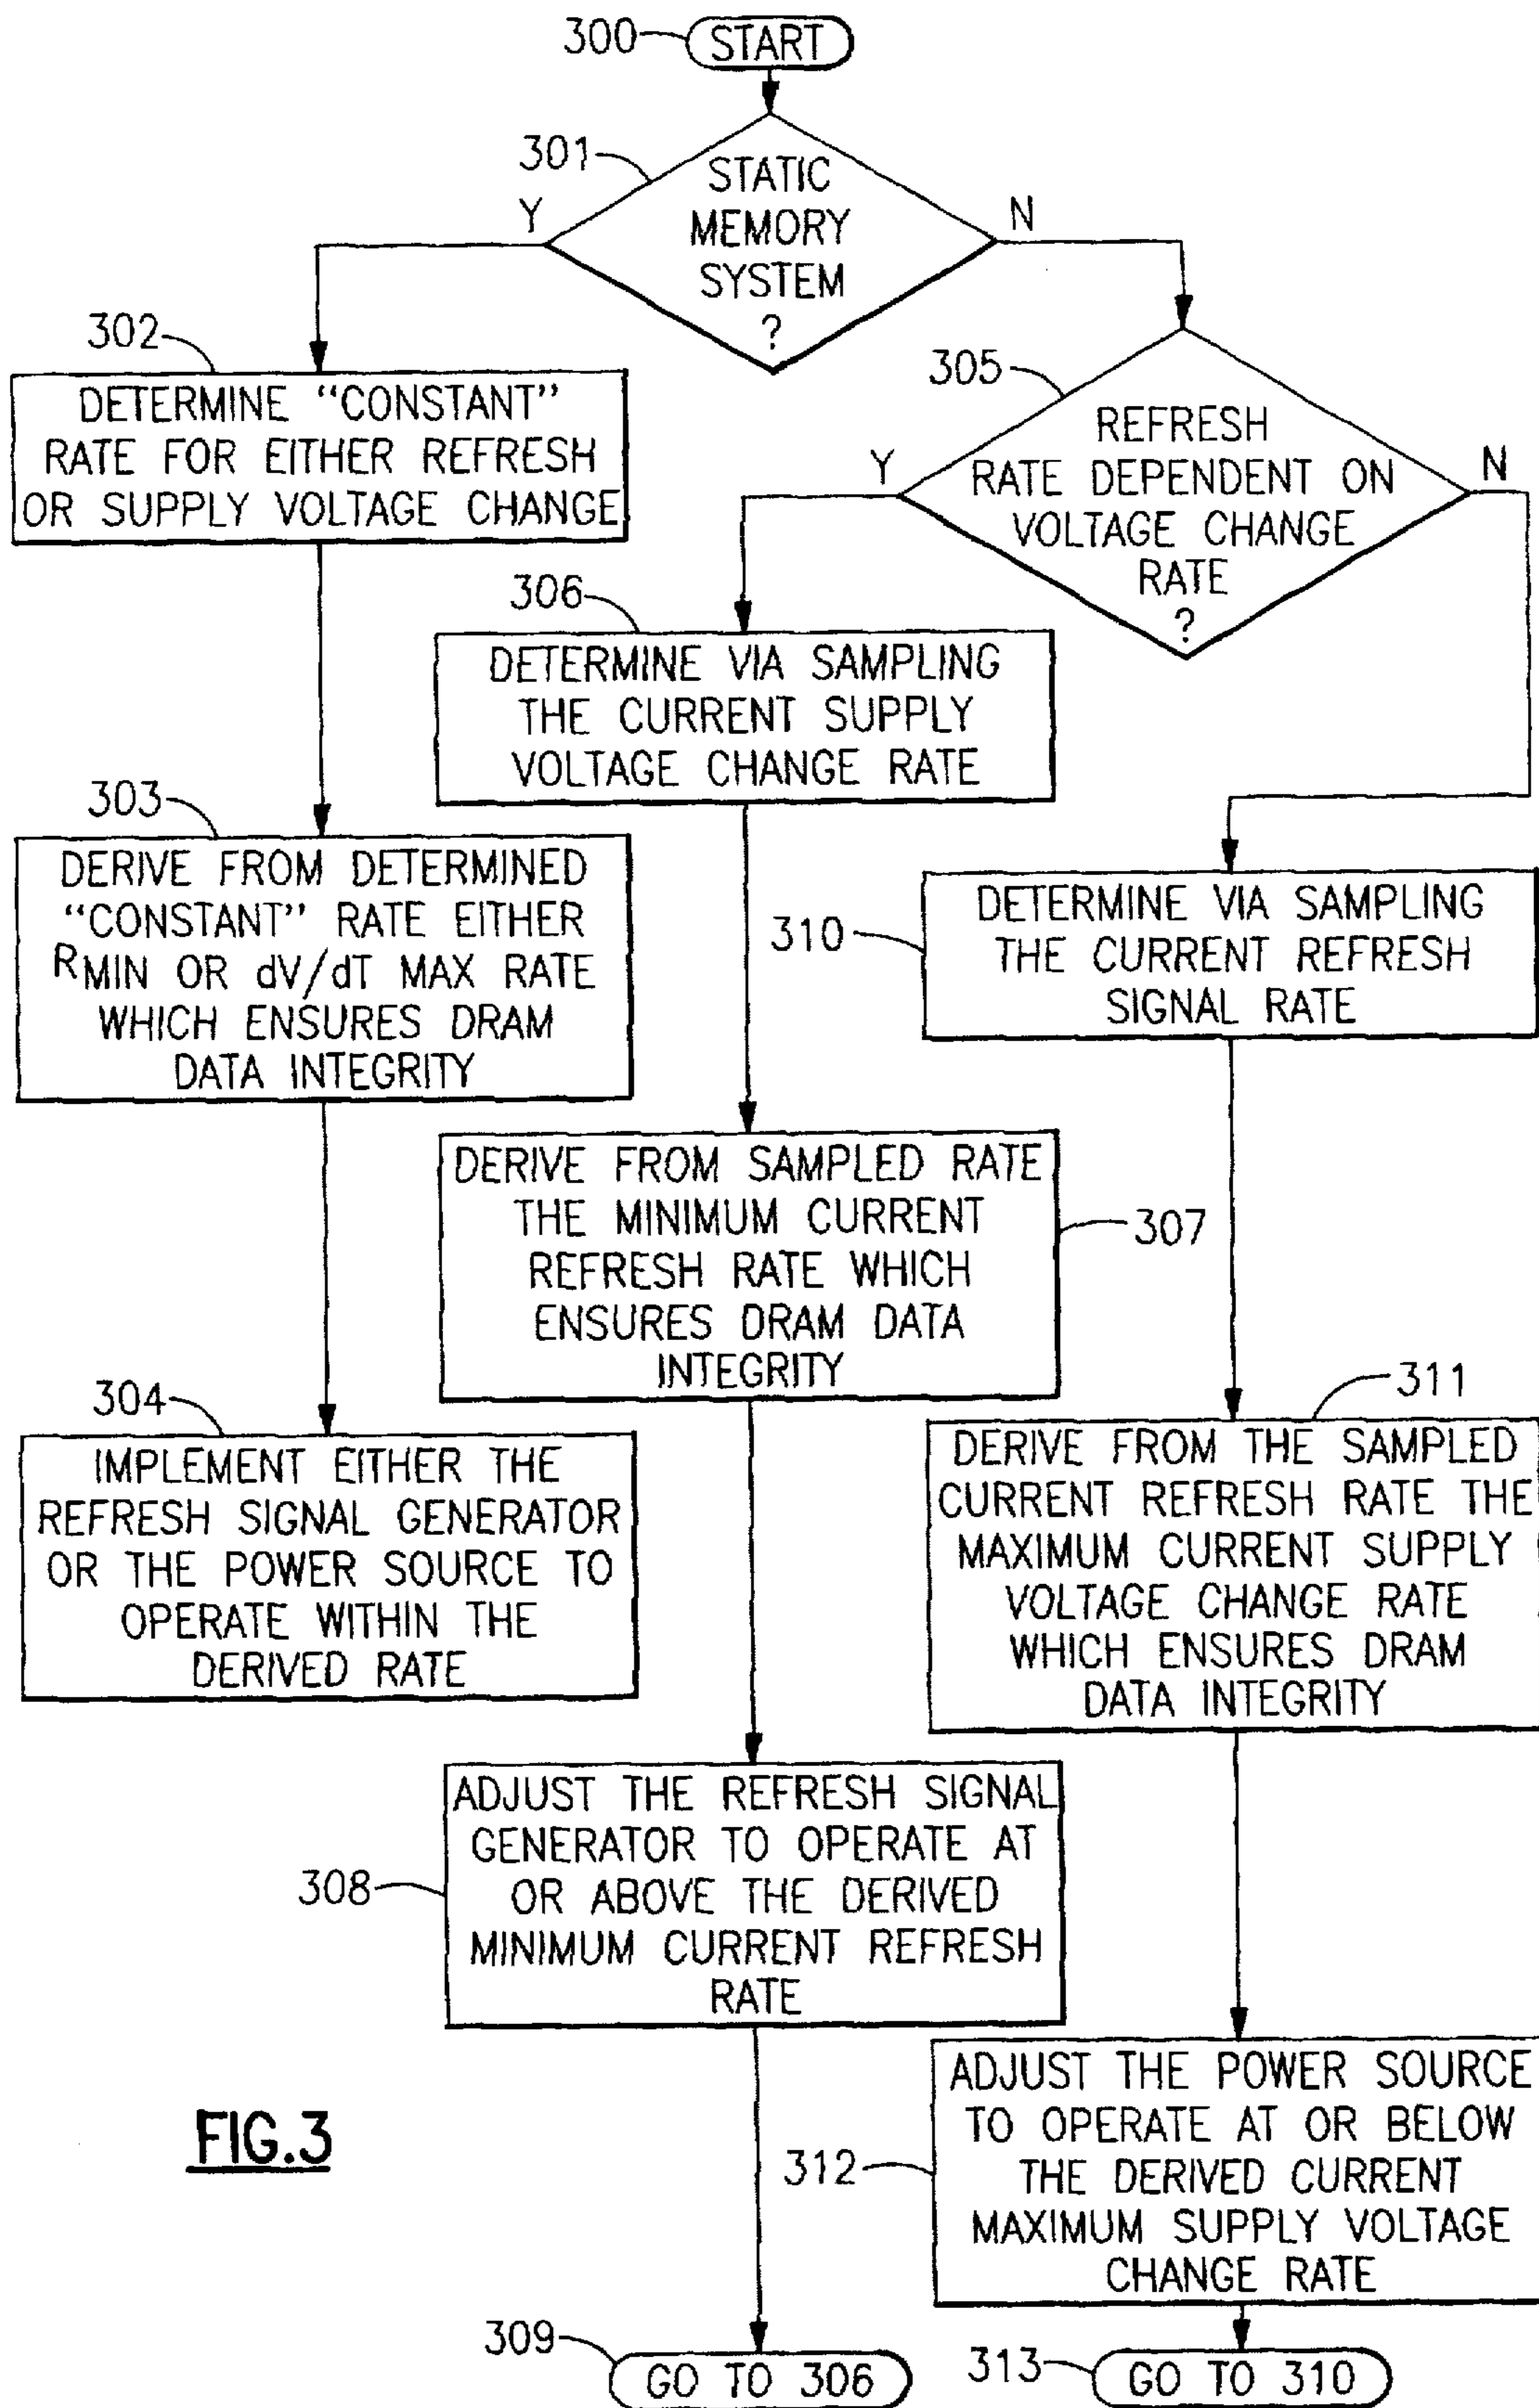 300
START
301
STATIC
MEMORY
SYSTEM
?
Y
N
302
DETERMINE “CONSTANT”
RATE FOR EITHER REFRESH
OR SUPPLY VOLTAGE CHANGE
305
REFRESH
RATE DEPENDENT ON
VOLTAGE CHANGE
RATE
?
Y
N
306
DETERMINE VIA SAMPLING
THE CURRENT SUPPLY
VOLTAGE CHANGE RATE
303
DERIVE FROM DETERMINED
“CONSTANT” RATE EITHER
RMIN OR dV/dT MAX RATE
WHICH ENSURES DRAM
DATA INTEGRITY
310
DETERMINE VIA SAMPLING
THE CURRENT REFRESH
SIGNAL RATE
DERIVE FROM SAMPLED RATE
THE MINIMUM CURRENT
REFRESH RATE WHICH
ENSURES DRAM DATA
INTEGRITY
307
304
IMPLEMENT EITHER THE
REFRESH SIGNAL GENERATOR
OR THE POWER SOURCE TO
OPERATE WITHIN THE
DERIVED RATE
311
DERIVE FROM THE SAMPLED
CURRENT REFRESH RATE THE
MAXIMUM CURRENT SUPPLY
VOLTAGE CHANGE RATE
WHICH ENSURES DRAM
DATA INTEGRITY
308
ADJUST THE REFRESH SIGNAL
GENERATOR TO OPERATE AT
OR ABOVE THE DERIVED
MINIMUM CURRENT REFRESH
RATE
312
ADJUST THE POWER SOURCE
TO OPERATE AT OR BELOW
THE DERIVED CURRENT
MAXIMUM SUPPLY VOLTAGE
CHANGE RATE
FIG.3
309
GO TO 306
313
GO TO 310